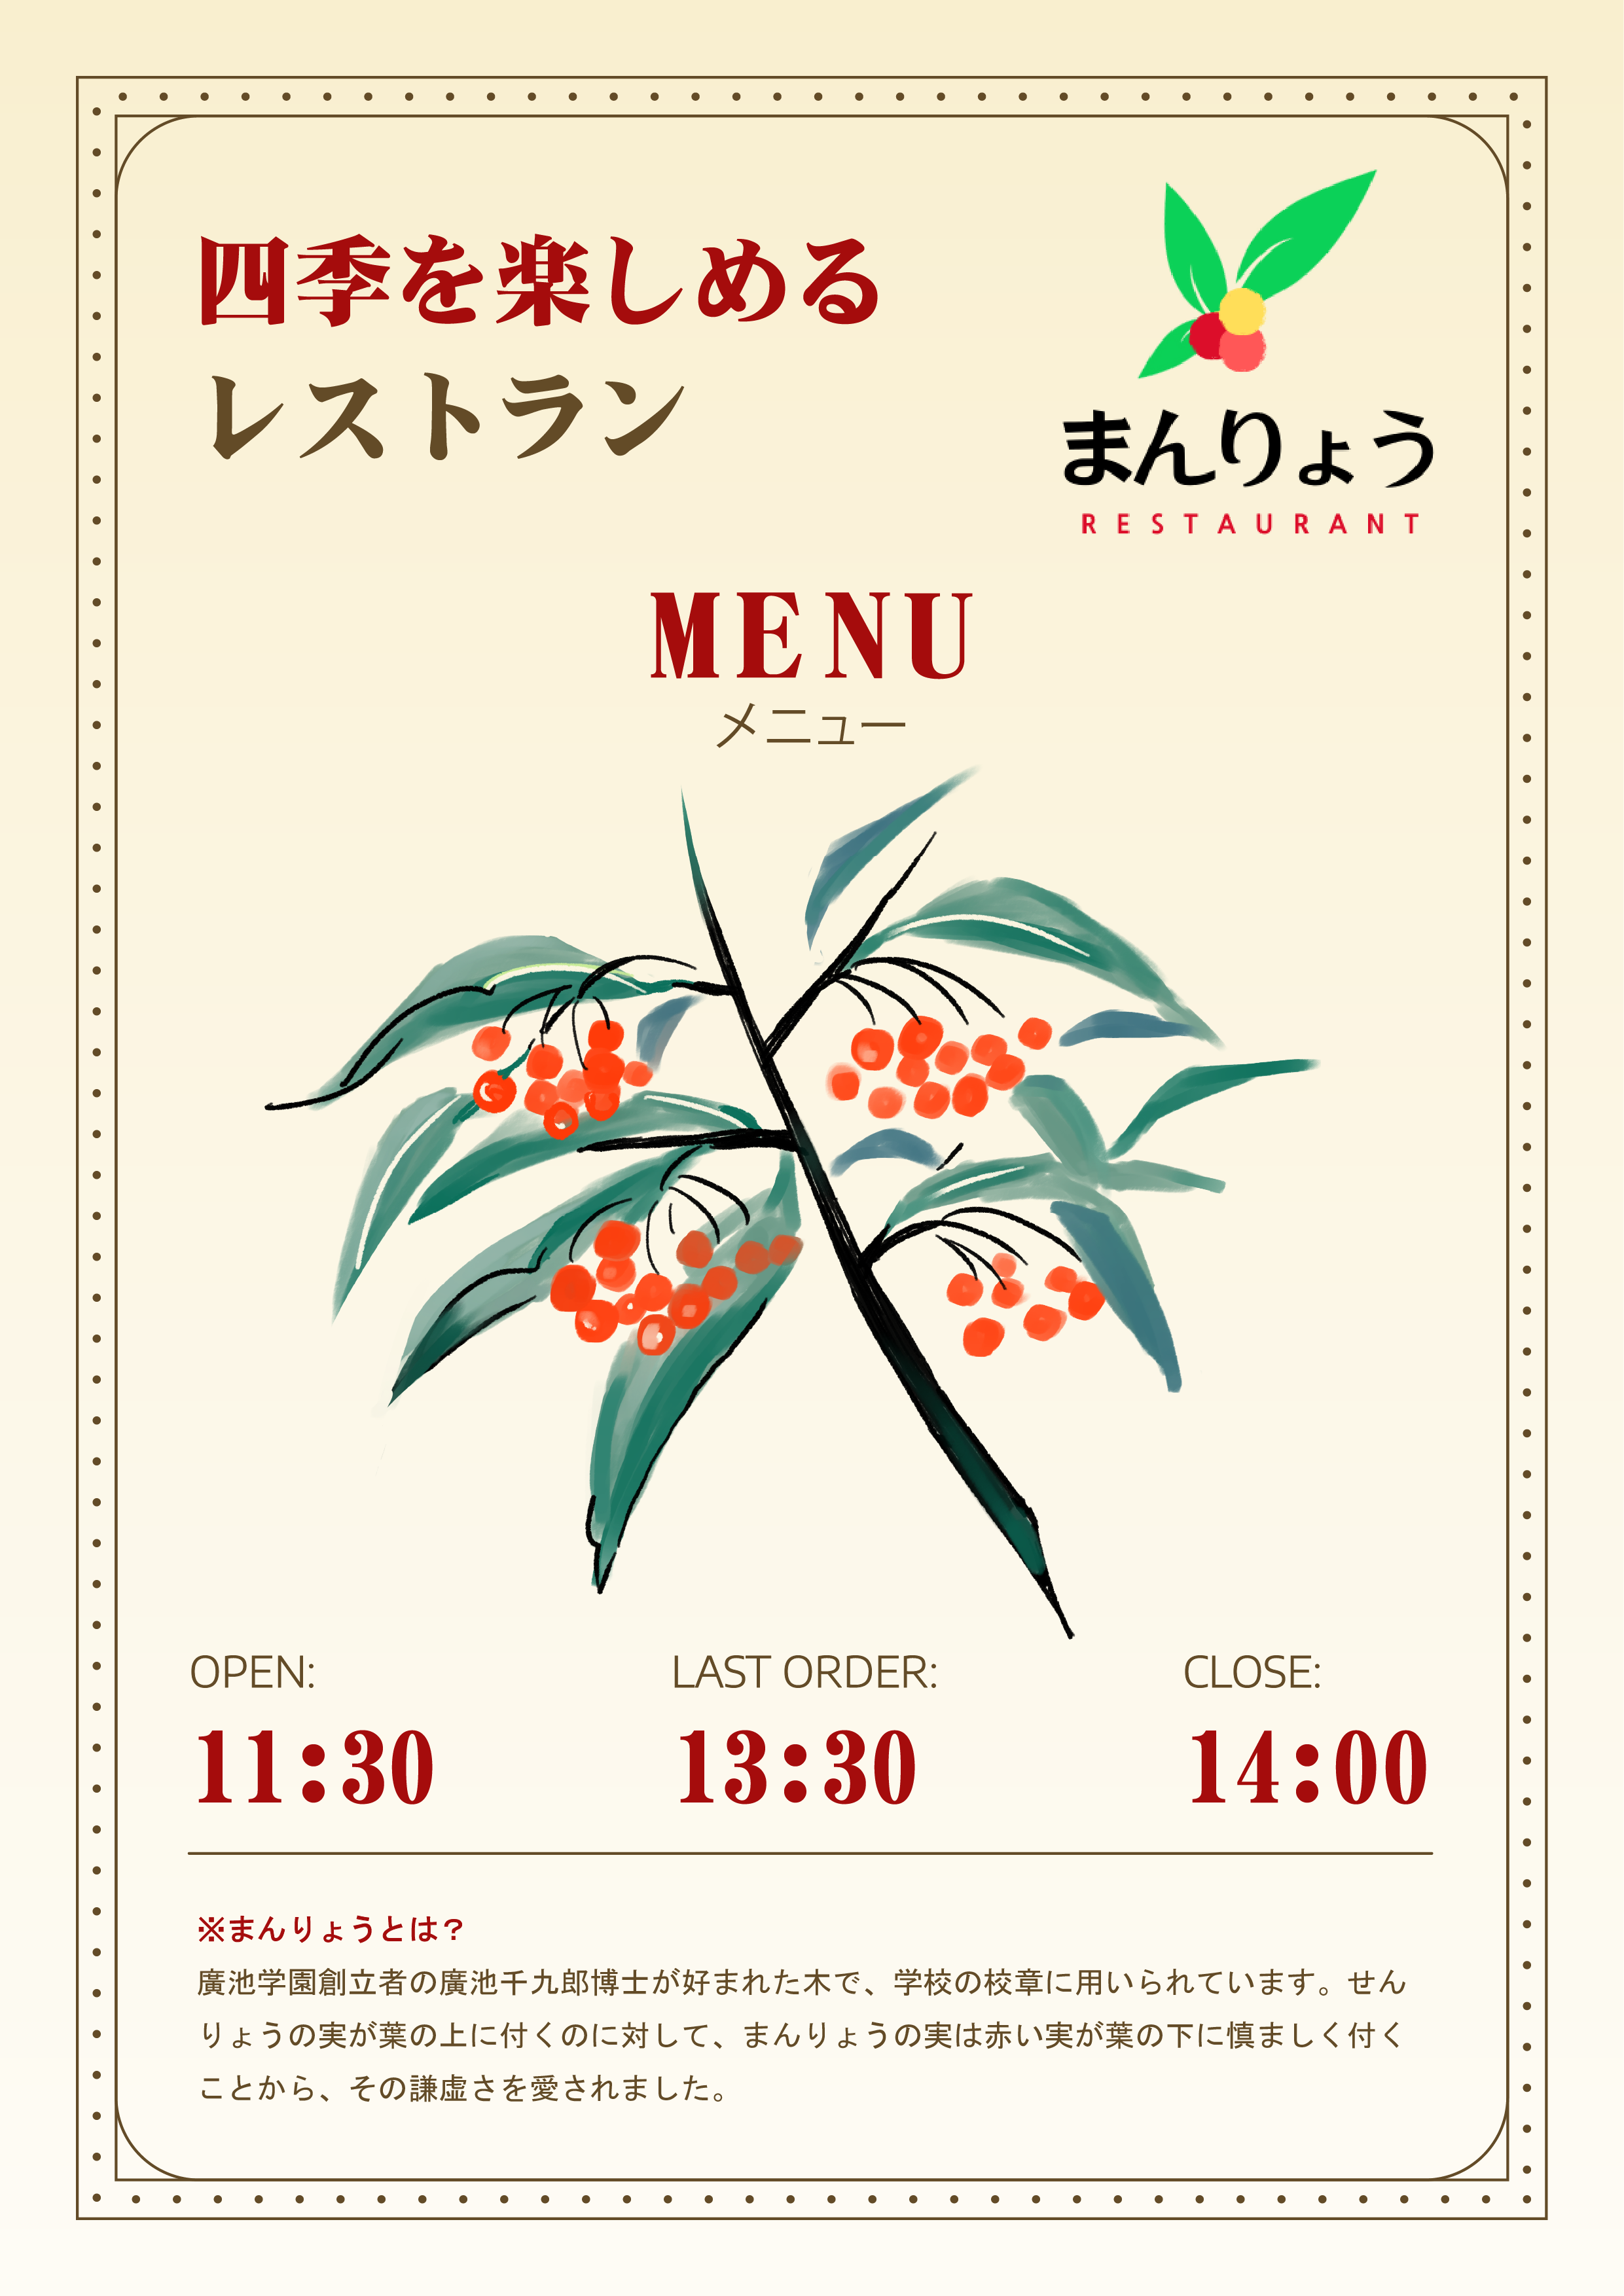 四季を楽しめる
レストラン
まんりょう
RESTAURANT
MENU
メニュー
OPEN:
11:30
LAST ORDER:
13:30
CLOSE:
14:00
※まんりょうとは？
廣池学園創立者の廣池千九郎博士が好まれた木で、学校の校章に用いられています。せん
りょうの実が葉の上に付くのに対して、まんりょうの実は赤い実が葉の下に慎ましく付く
ことから、その謙虚さを愛されました。